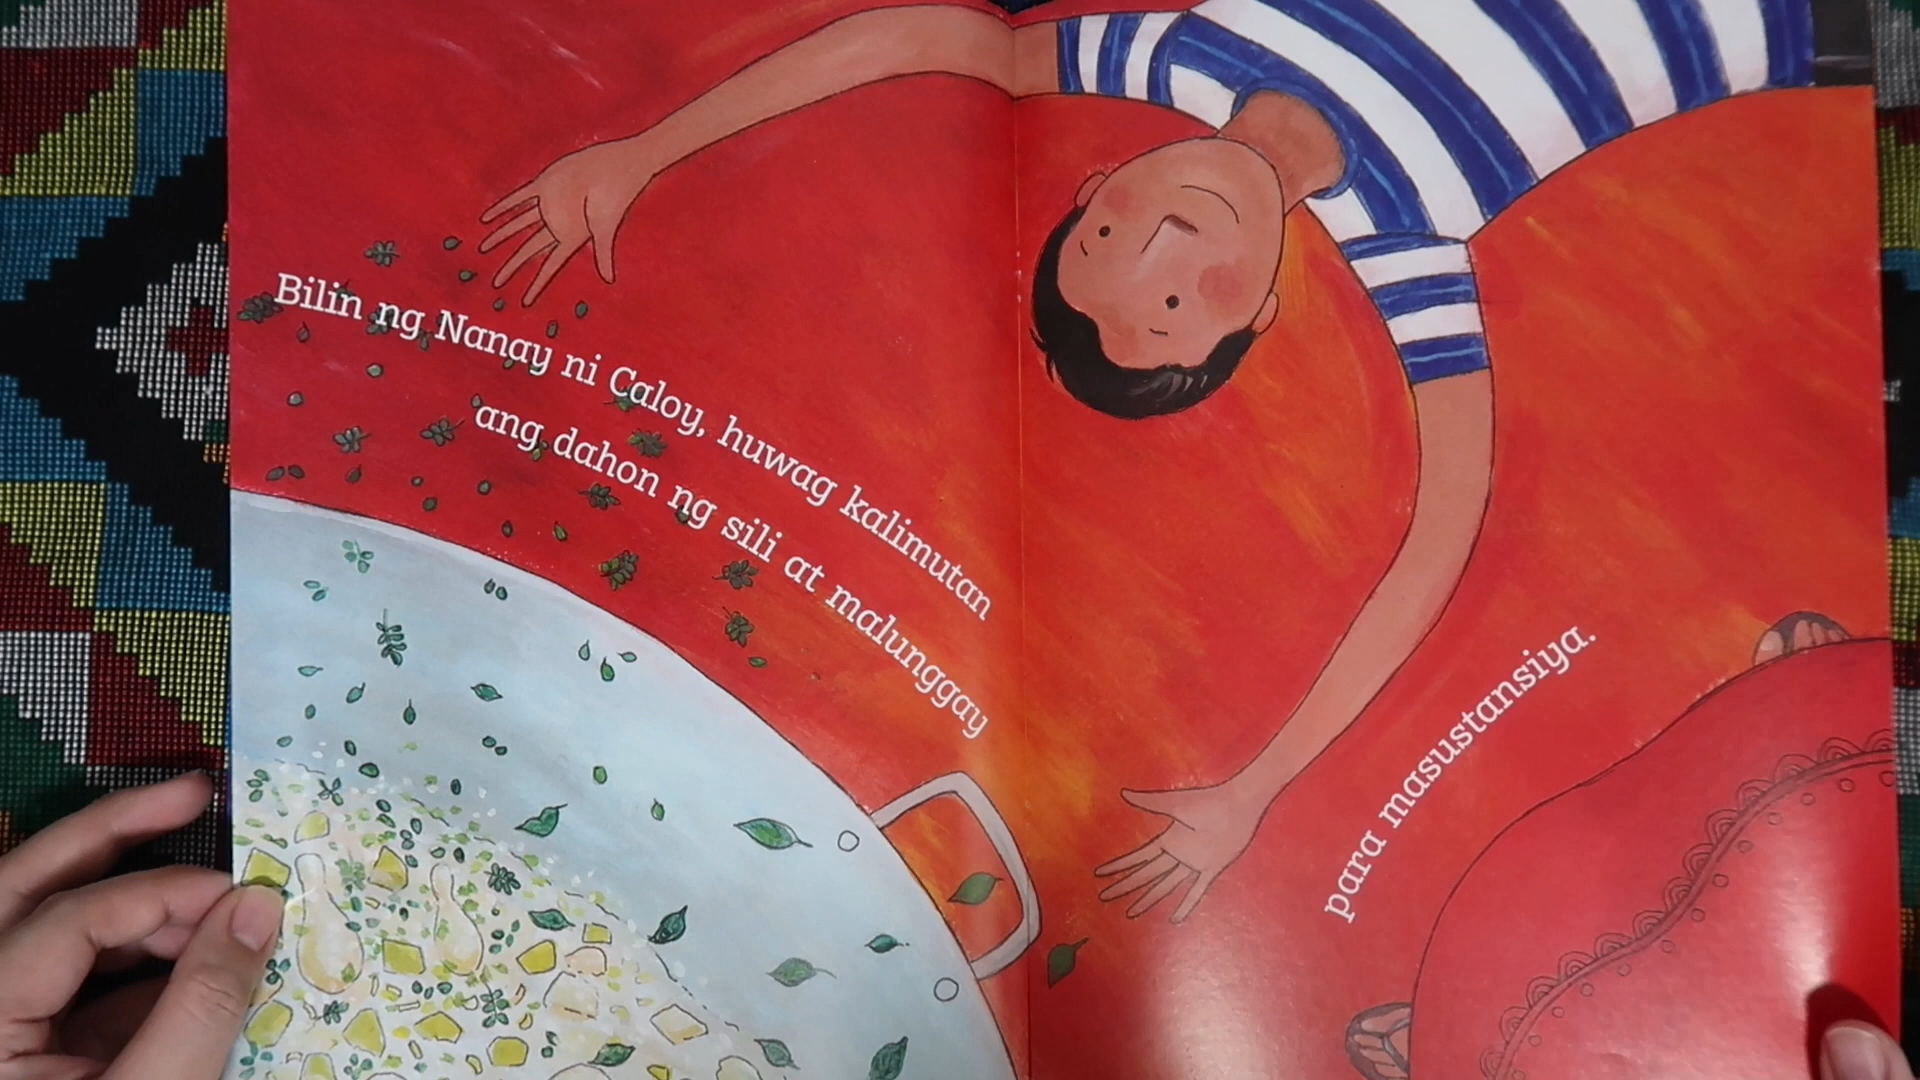 Bilin ng Nanay ni Caloy, huwag kalimutan
ang dahon ng sili at malunggay
para masustansiya.